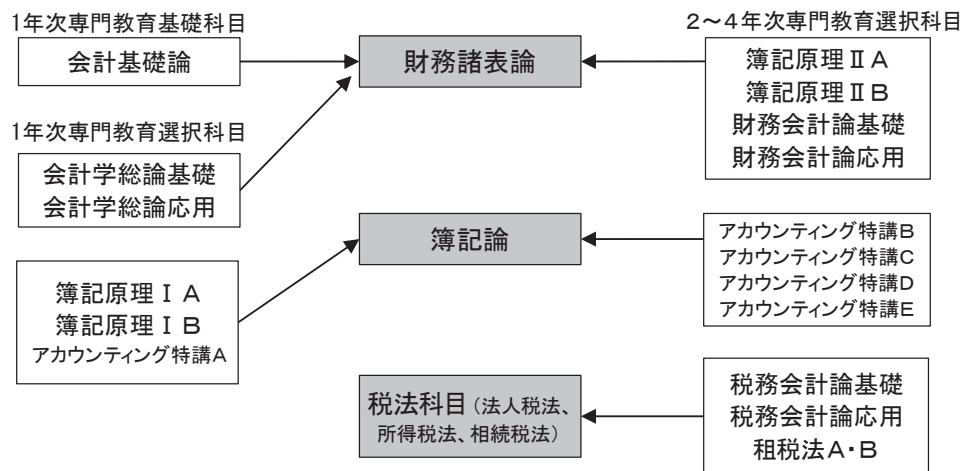 1年次専門教育基礎科目
会計基礎論
1年次専門教育選択科目
会計学総論基礎
会計学総論応用
簿記原理Ⅰ A
簿記原理Ⅰ B
アカウンティング特講A
財務諸表論
簿記論
税法科目(法人税法、
所得税法、相続税法)
2～4年次専門教育選択科目
簿記原理ⅡA
簿記原理ⅡB
財務会計論基礎
財務会計論応用
アカウンティング特講B
アカウンティング特講C
アカウンティング特講D
アカウンティング特講E
税務会計論基礎
税務会計論応用
租税法A・B